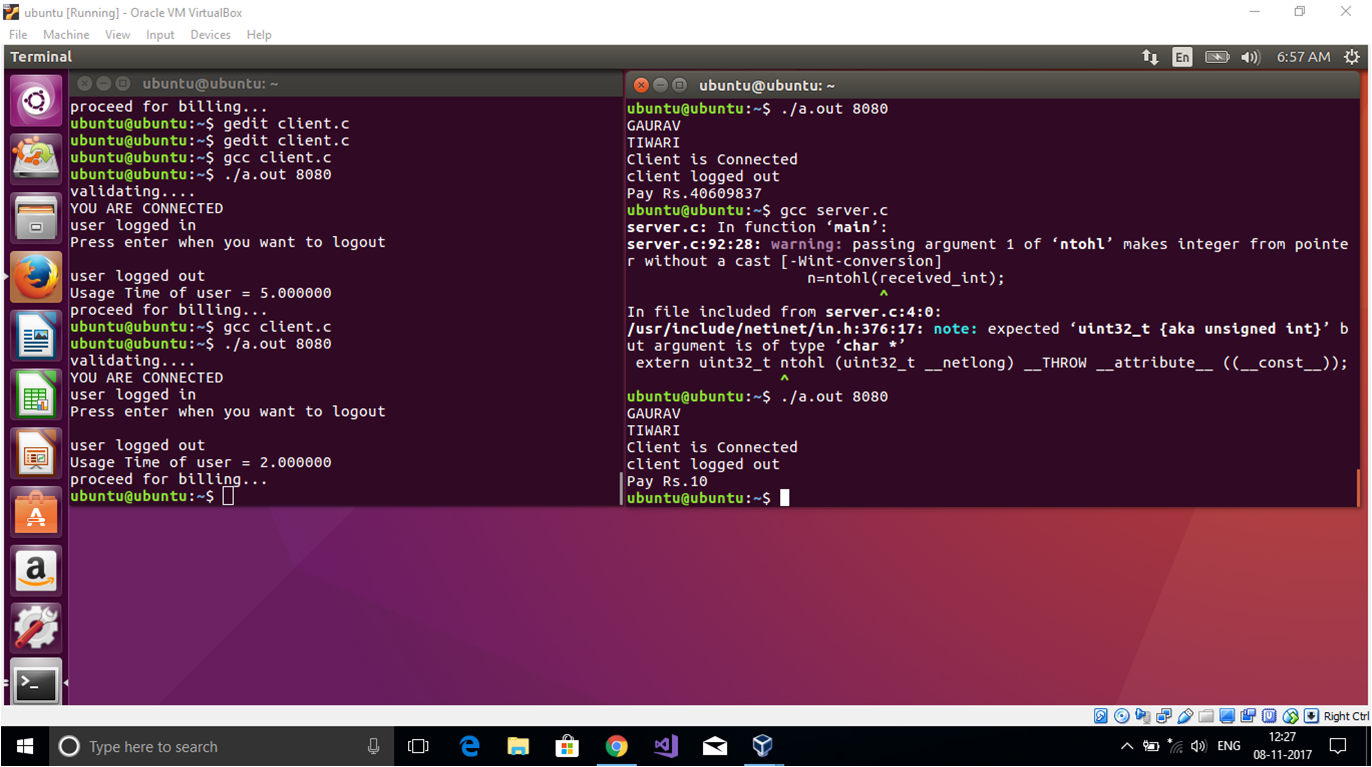 ubuntu [Running] - Oracle VM VirtualBox
File Machine View Input Devices Help
Terminal
En
6:57 AM
ubuntu@ubuntu: ~
proceed for billing...
ubuntu@ubuntu:~$ gedit client.c
ubuntu@ubuntu:~$ gedit client.c
ubuntu@ubuntu:~$ gcc client.c
ubuntu@ubuntu:~$ ./a.out 8080
validating....
YOU ARE CONNECTED
user logged in
Press enter when you want to logout
user logged out
Usage Time of user = 5.000000
proceed for billing...
ubuntu@ubuntu:~$ gcc client.c
ubuntu@ubuntu:~$ ./a.out 8080
validating....
YOU ARE CONNECTED
user logged in
Press enter when you want to logout
user logged out
Usage Time of user = 2.000000
proceed for billing...
ubuntu@ubuntu:~$
ubuntu@ubuntu: ~
ubuntu@ubuntu:~$ ./a.out 8080
GAURAV
TIWARI
Client is Connected
client logged out
Pay Rs.40609837
ubuntu@ubuntu:~$ gcc server.c
server.c: In function ‘main’:
server.c:92:28: warning: passing argument 1 of ‘ntohl’ makes integer from pointe
r without a cast [-Wint-conversion]
n=ntohl(received_int);
^
In file included from server.c:4:0:
/usr/include/netinet/in.h:376:17: note: expected ‘uint32_t {aka unsigned int}’ b
ut argument is of type ‘char *’
extern uint32_t ntohl (uint32_t __netlong) __THROW __attribute__ ((__const__));
^
ubuntu@ubuntu:~$ ./a.out 8080
GAURAV
TIWARI
Client is Connected
client logged out
Pay Rs.10
ubuntu@ubuntu:~$
Right Ctrl
Type here to search
ENG
12:27
08-11-2017